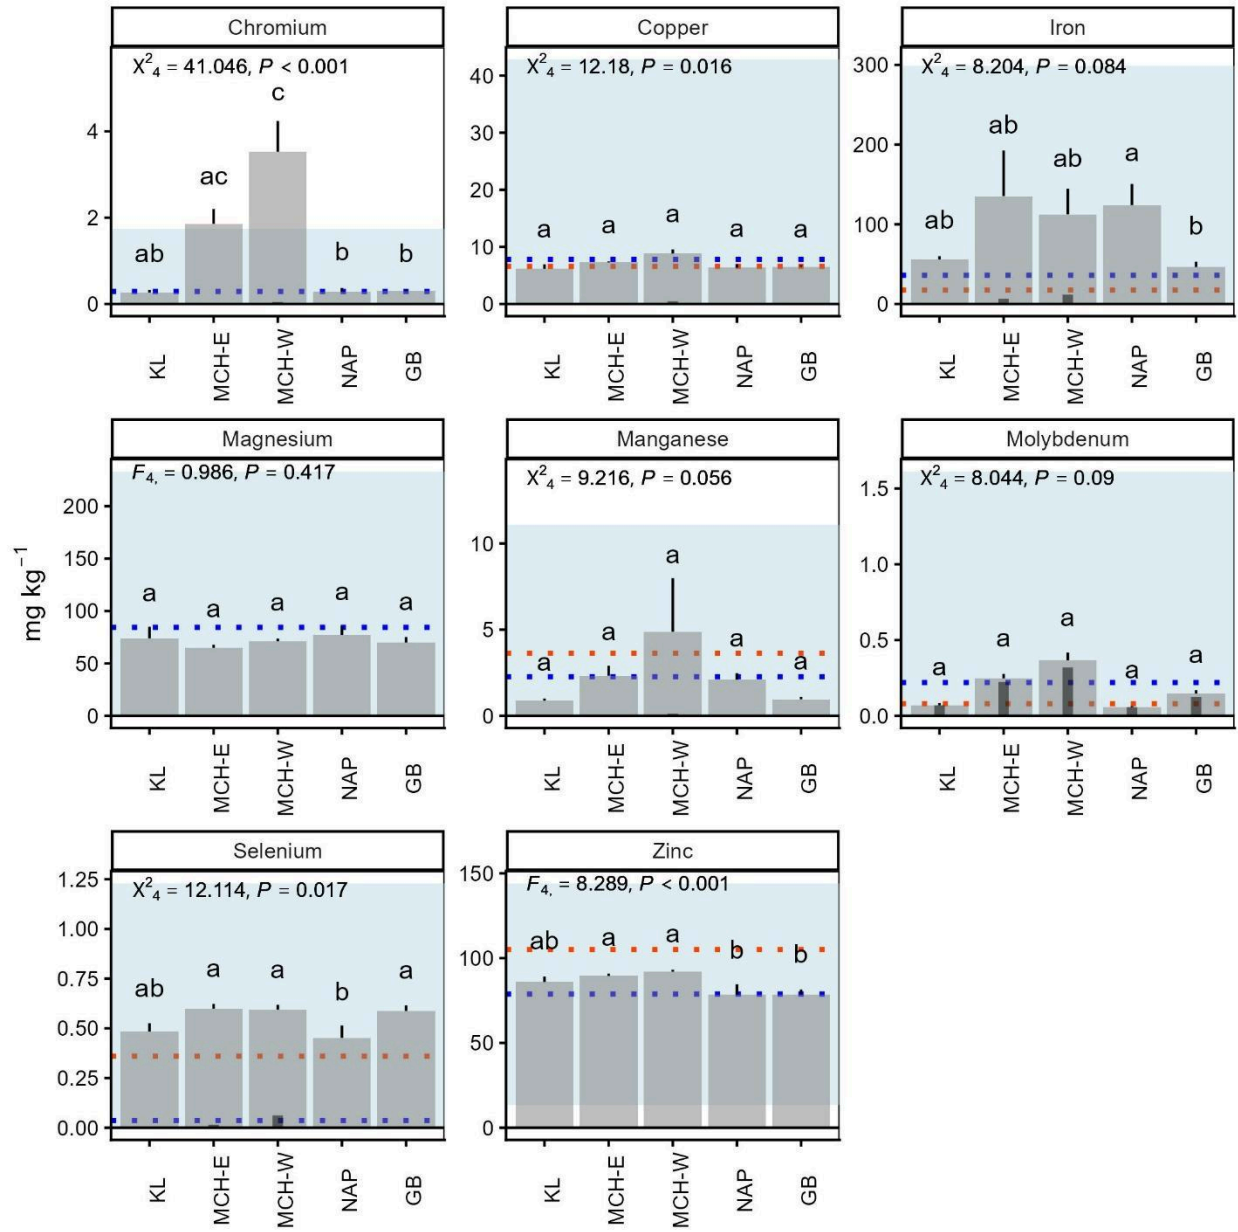 Chromium
Χ²₄ = 41.046, P < 0.001
4
2
0
ab
ac
c
b
b
KL
MCH-E
MCH-W
NAP
GB
Copper
Χ²₄ = 12.18, P = 0.016
40
30
20
10
0
a
a
a
a
a
KL
MCH-E
MCH-W
NAP
GB
Iron
Χ²₄ = 8.204, P = 0.084
300
200
100
0
ab
ab
ab
a
b
KL
MCH-E
MCH-W
NAP
GB
mg kg⁻¹
Magnesium
F₄, = 0.986, P = 0.417
200
150
100
50
0
a
a
a
a
a
KL
MCH-E
MCH-W
NAP
GB
Manganese
Χ²₄ = 9.216, P = 0.056
10
5
0
a
a
a
a
a
KL
MCH-E
MCH-W
NAP
GB
Molybdenum
Χ²₄ = 8.044, P = 0.09
1.5
1.0
0.5
0.0
a
a
a
a
a
KL
MCH-E
MCH-W
NAP
GB
Selenium
Χ²₄ = 12.114, P = 0.017
1.25
1.00
0.75
0.50
0.25
0.00
ab
a
a
b
a
KL
MCH-E
MCH-W
NAP
GB
Zinc
F₄, = 8.289, P < 0.001
150
100
50
0
ab
a
a
b
b
KL
MCH-E
MCH-W
NAP
GB